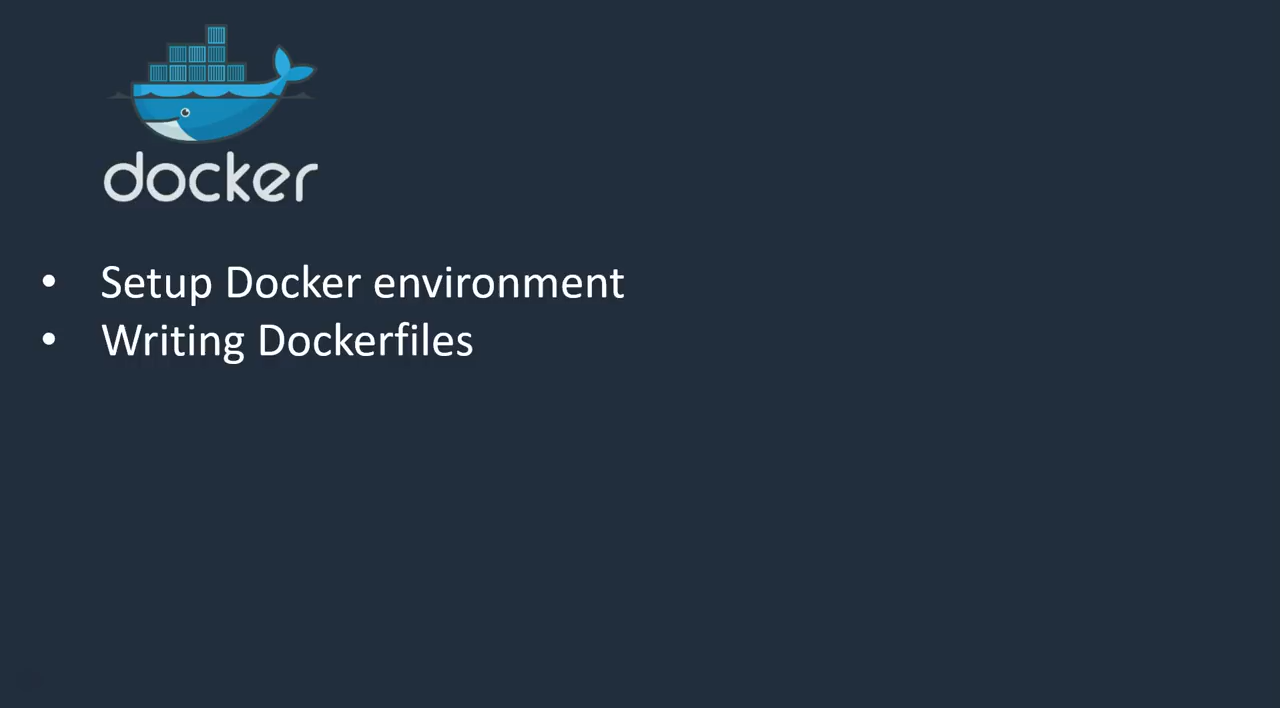 docker
• Setup Docker environment
• Writing Dockerfiles